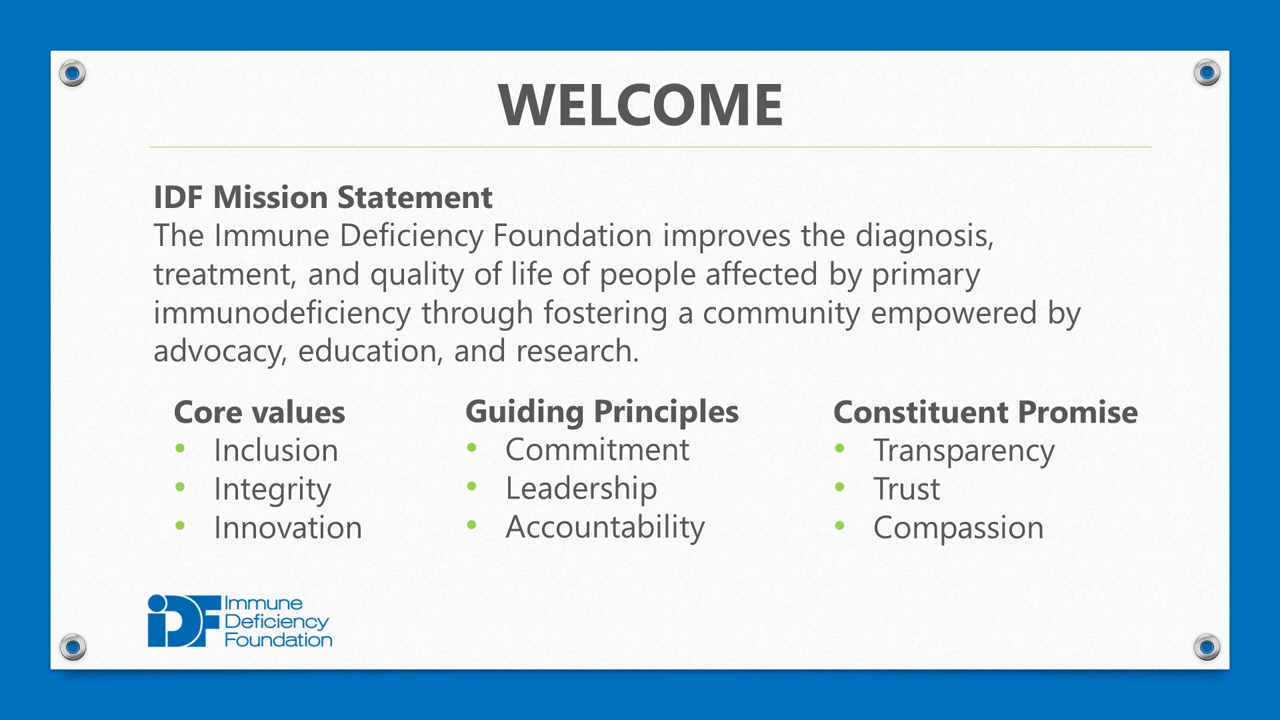 WELCOME
IDF Mission Statement
The Immune Deficiency Foundation improves the diagnosis,
treatment, and quality of life of people affected by primary
immunodeficiency through fostering a community empowered by
advocacy, education, and research.
Core values
• Inclusion
• Integrity
• Innovation
Guiding Principles
• Commitment
• Leadership
• Accountability
Constituent Promise
• Transparency
• Trust
• Compassion
iDF
Immune
Deficiency
Foundation